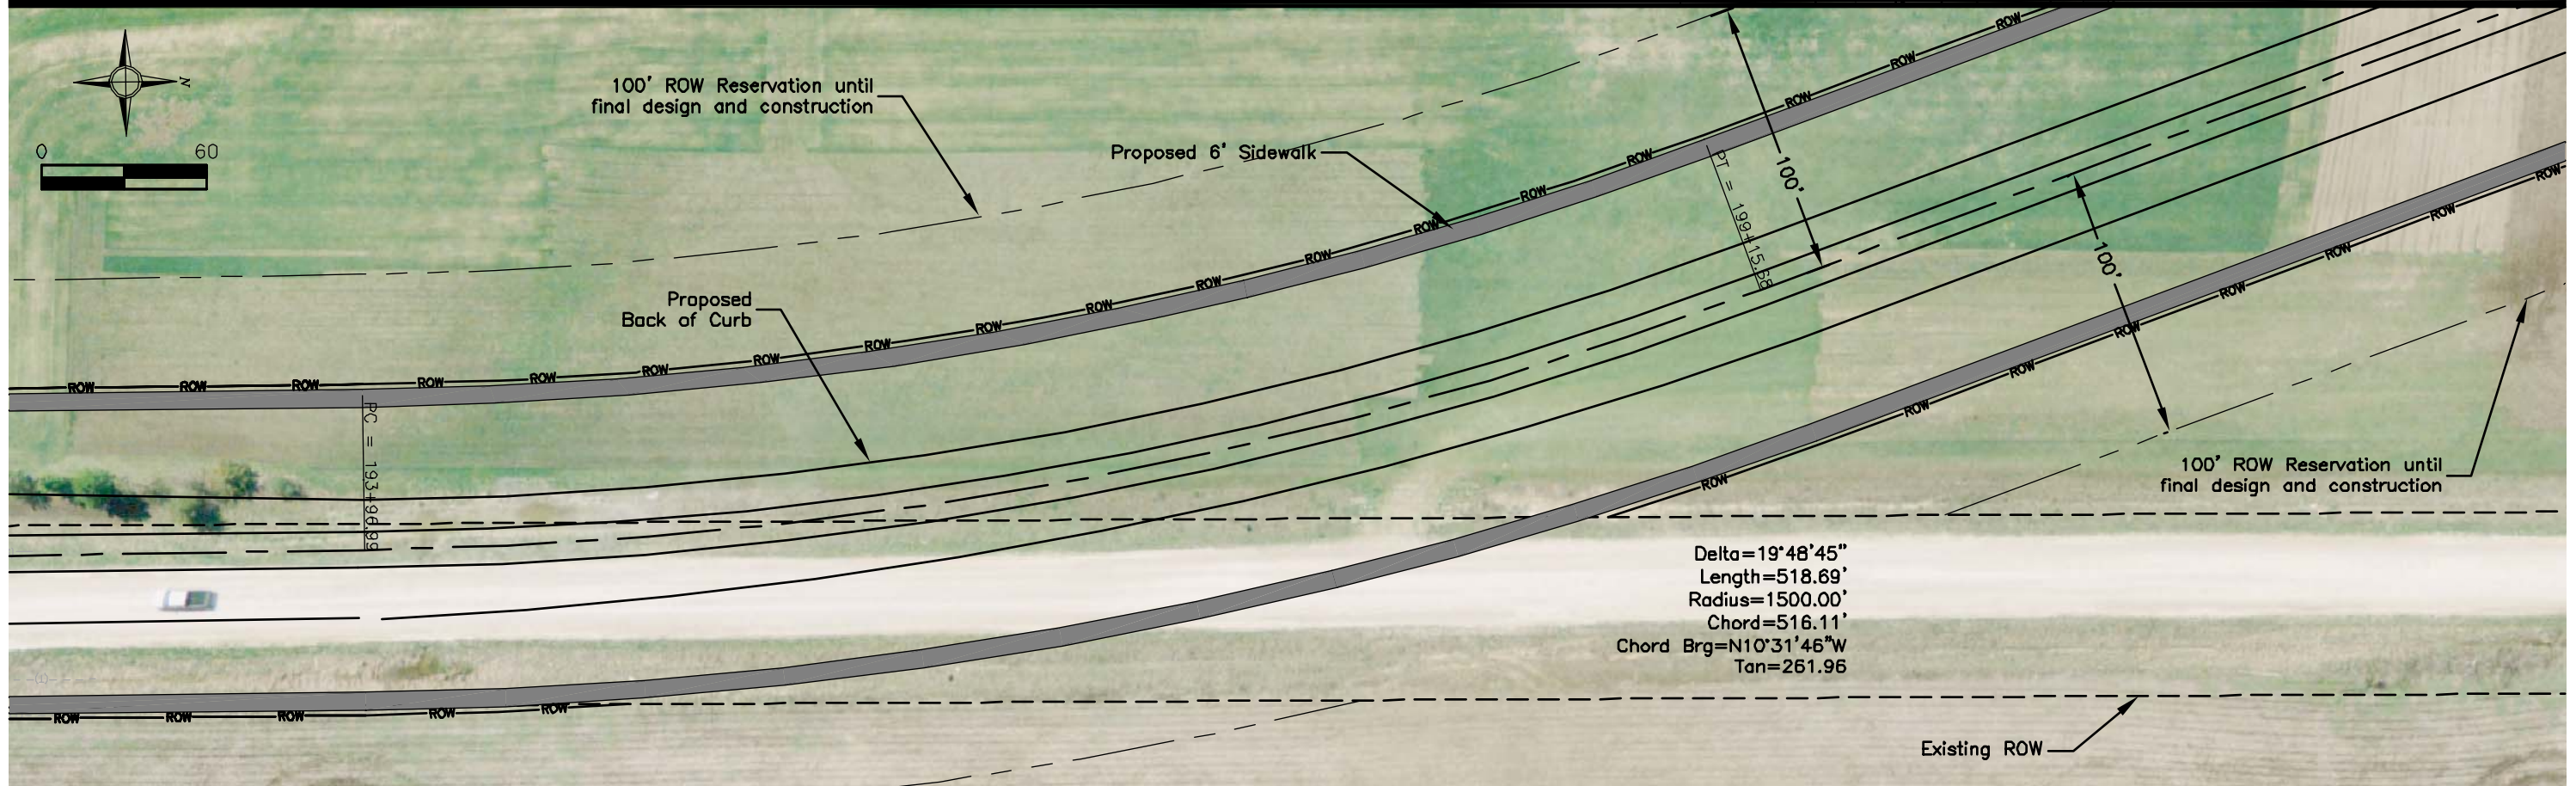 N
0 60
100' ROW Reservation until
final design and construction
Proposed 6' Sidewalk
Proposed
Back of Curb
ROW ROW ROW ROW ROW ROW ROW ROW ROW ROW ROW ROW ROW ROW ROW ROW ROW ROW
PC = 193+96.99
PT = 199+15.68
100'
100'
100' ROW Reservation until
final design and construction
Delta=19°48'45"
Length=518.69'
Radius=1500.00'
Chord=516.11'
Chord Brg=N10°31'46"W
Tan=261.96
ROW ROW ROW ROW ROW ROW ROW ROW ROW ROW ROW ROW ROW ROW
Existing ROW